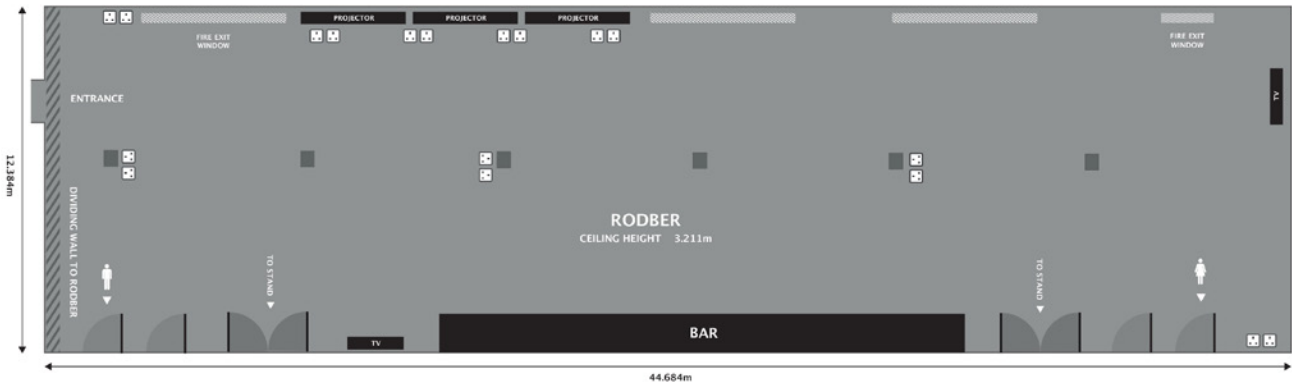 PROJECTOR
PROJECTOR
PROJECTOR
FIRE EXIT
WINDOW
FIRE EXIT
WINDOW
ENTRANCE
TV
12.384m
DIVIDING WALL TO RODBER
RODBER
CEILING HEIGHT 3.211m
TO STAND
TO STAND
TV
BAR
44.684m